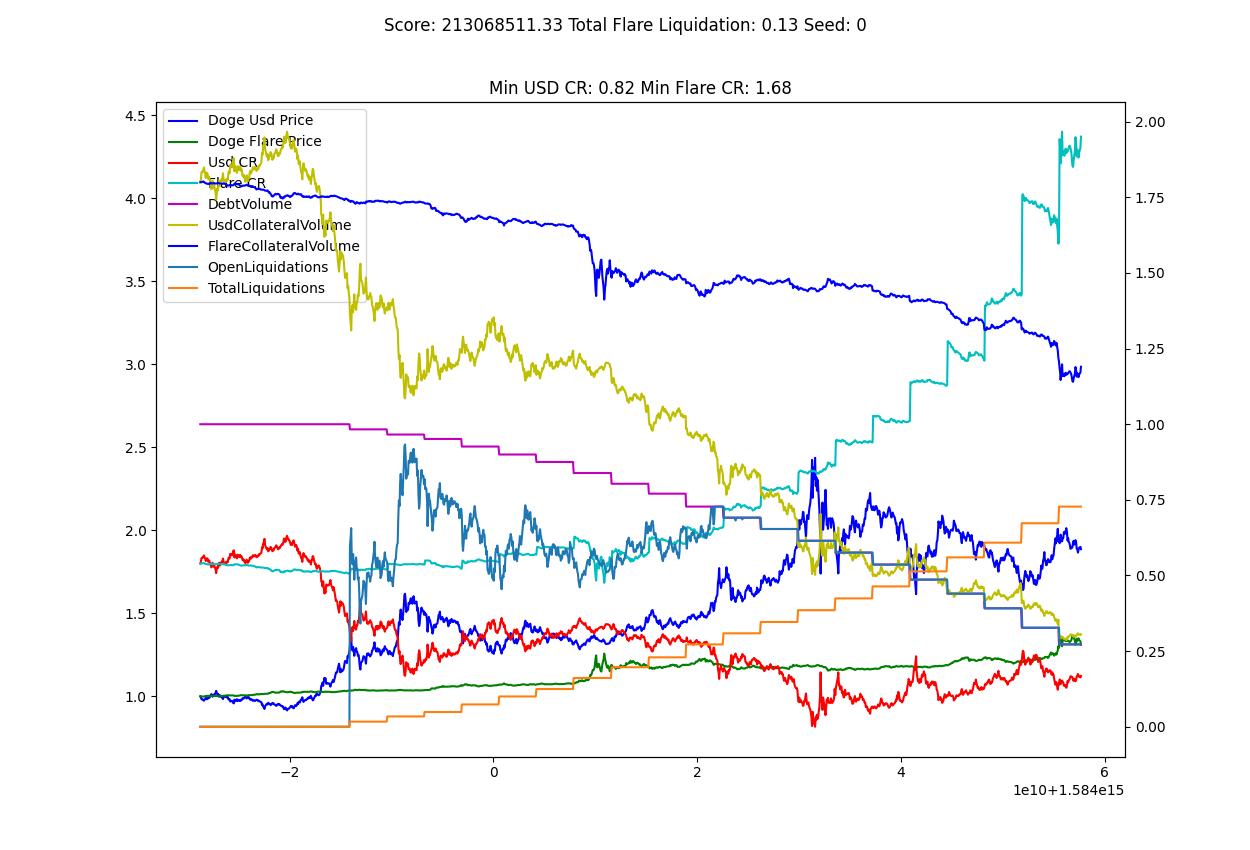 Score: 213068511.33 Total Flare Liquidation: 0.13 Seed: 0
Min USD CR: 0.82 Min Flare CR: 1.68
4.5
4.0
3.5
3.0
2.5
2.0
1.5
1.0
Doge Usd Price
Doge Flare Price
Usd CR
Flare CR
DebtVolume
UsdCollateralVolume
FlareCollateralVolume
OpenLiquidations
TotalLiquidations
2.00
1.75
1.50
1.25
1.00
0.75
0.50
0.25
0.00
−2
0
2
4
6
1e10+1.584e15